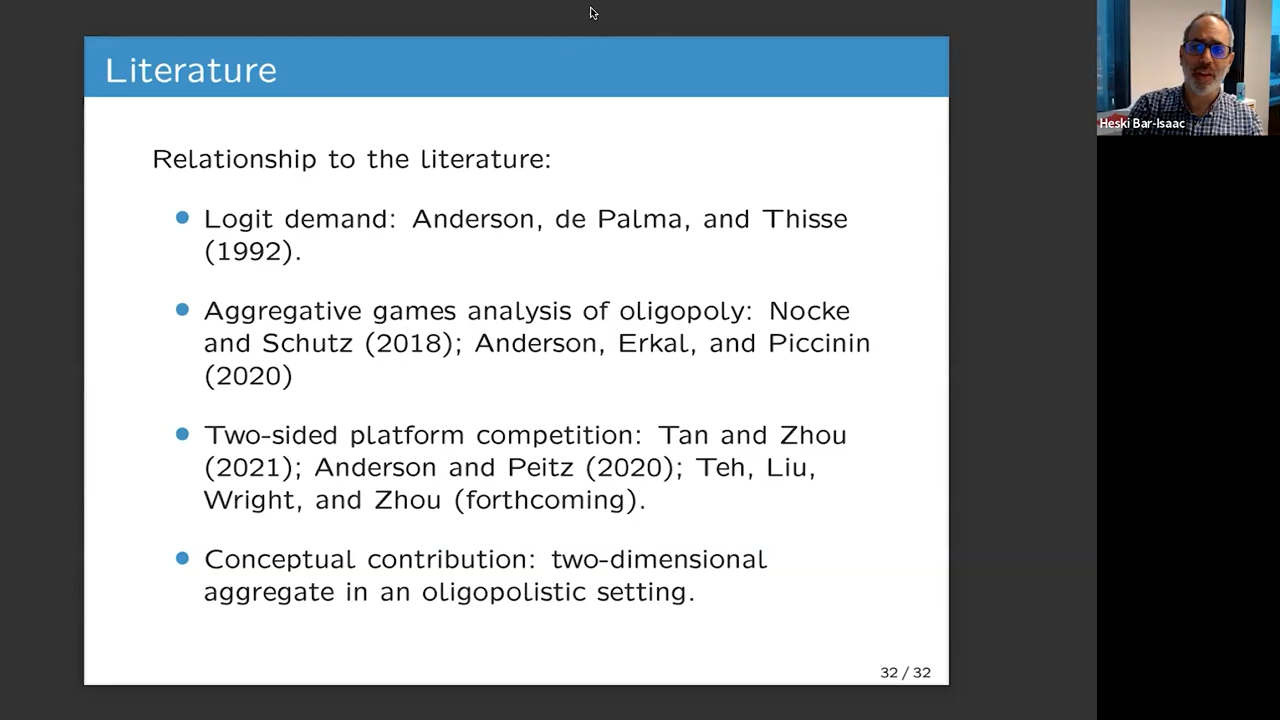 Literature
Relationship to the literature:
Logit demand: Anderson, de Palma, and Thisse
(1992).
Aggregative games analysis of oligopoly: Nocke
and Schutz (2018); Anderson, Erkal, and Piccinin
(2020)
Two-sided platform competition: Tan and Zhou
(2021); Anderson and Peitz (2020); Teh, Liu,
Wright, and Zhou (forthcoming).
Conceptual contribution: two-dimensional
aggregate in an oligopolistic setting.
32 / 32
Heski Bar-Isaac